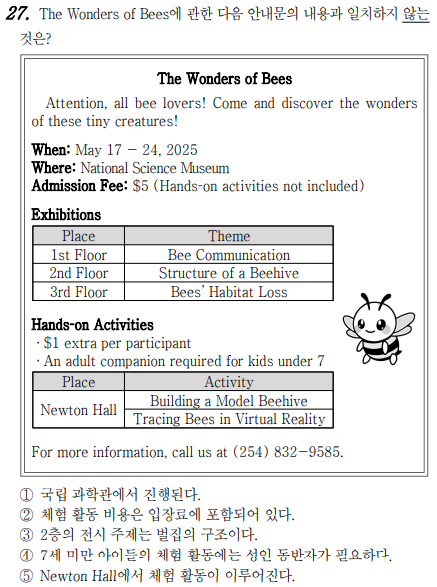 27. The Wonders of Bees에 관한 다음 안내문의 내용과 일치하지 않는
것은?
The Wonders of Bees
Attention, all bee lovers! Come and discover the wonders
of these tiny creatures!
When: May 17 - 24, 2025
Where: National Science Museum
Admission Fee: $5 (Hands-on activities not included)
Exhibitions
Place Theme
1st Floor Bee Communication
2nd Floor Structure of a Beehive
3rd Floor Bees' Habitat Loss
Hands-on Activities
· $1 extra per participant
· An adult companion required for kids under 7
Place Activity
Newton Hall Building a Model Beehive
Tracing Bees in Virtual Reality
For more information, call us at (254) 832-9585.
① 국립 과학관에서 진행된다.
② 체험 활동 비용은 입장료에 포함되어 있다.
③ 2층의 전시 주제는 벌집의 구조이다.
④ 7세 미만 아이들의 체험 활동에는 성인 동반자가 필요하다.
⑤ Newton Hall에서 체험 활동이 이루어진다.